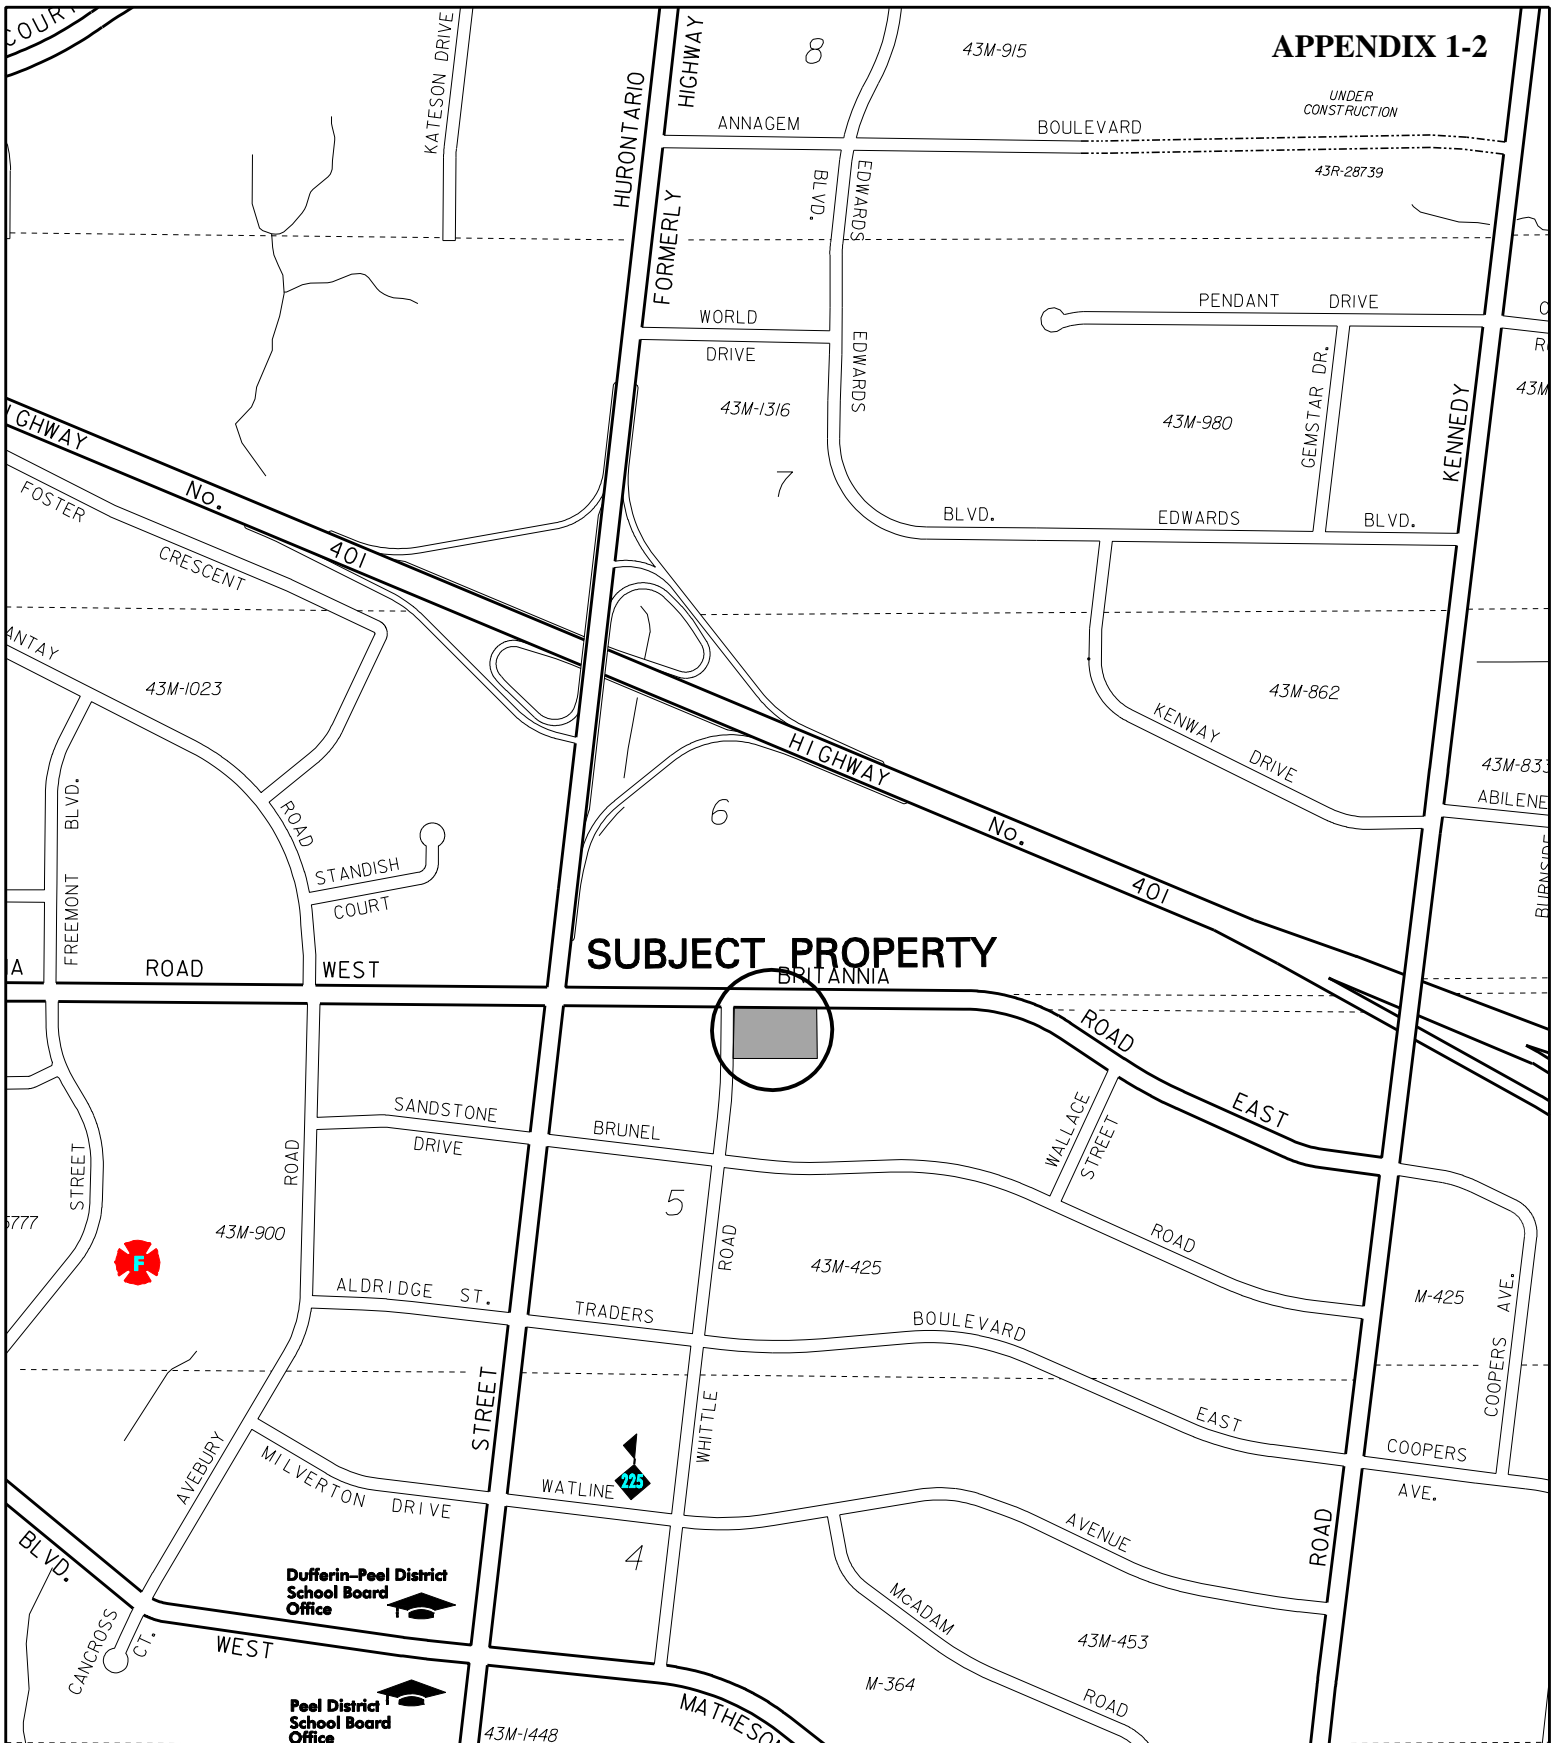 COURT
KATESON DRIVE
HURONTARIO
HIGHWAY
8
43M-915
APPENDIX 1-2
UNDER
CONSTRUCTION
ANNAGEM
BOULEVARD
43R-28739
BLVD.
EDWARDS
FORMERLY
WORLD
DRIVE
EDWARDS
PENDANT DRIVE
43M-1316
43M-980
GEMSTAR DR.
KENNEDY
43M
7
BLVD.
EDWARDS
BLVD.
IGHWAY
No.
401
FOSTER
CRESCENT
ANTAY
43M-1023
43M-862
KENWAY DRIVE
HIGHWAY
No.
401
43M-833
ABILENE
BURNSIDE
6
ROAD
STANDISH
COURT
FREEMONT BLVD.
IA
ROAD
WEST
SUBJECT PROPERTY
BRITANNIA
ROAD
EAST
SANDSTONE
DRIVE
BRUNEL
WALLACE
STREET
STREET
ROAD
5
ROAD
ROAD
5777
F
43M-900
43M-425
M-425
COOPERS AVE.
ALDRIDGE ST.
TRADERS
BOULEVARD
EAST
COOPERS
AVE.
STREET
WHITTLE
AVEBURY
MILVERTON DRIVE
WATLINE
225
AVENUE
ROAD
BLVD.
4
Dufferin-Peel District
School Board
Office
McADAM
ROAD
43M-453
CANCROSS
CT.
WEST
M-364
MATHESON
Peel District
School Board
Office
43M-1448